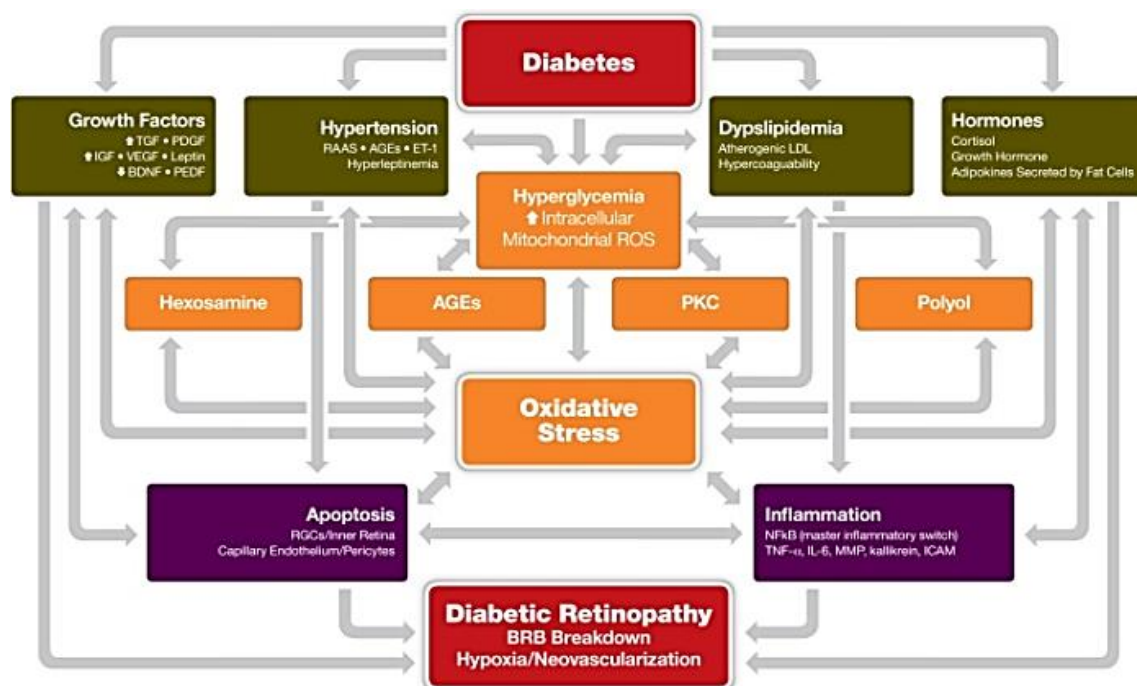 Diabetes
Growth Factors
⬆TGF • PDGF
⬆IGF • VEGF • Leptin
⬇BDNF • PEDF
Hypertension
RAAS • AGEs • ET-1
Hyperleptinemia
Dypslipidemia
Atherogenic LDL
Hypercoaguability
Hormones
Cortisol
Growth Hormone
Adipokines Secreted by Fat Cells
Hyperglycemia
⬆Intracellular
Mitochondrial ROS
Hexosamine
AGEs
PKC
Polyol
Oxidative
Stress
Apoptosis
RGCs/Inner Retina
Capillary Endothelium/Pericytes
Inflammation
NFkB (master inflammatory switch)
TNF-α, IL-6, MMP, kallikrein, ICAM
Diabetic Retinopathy
BRB Breakdown
Hypoxia/Neovascularization